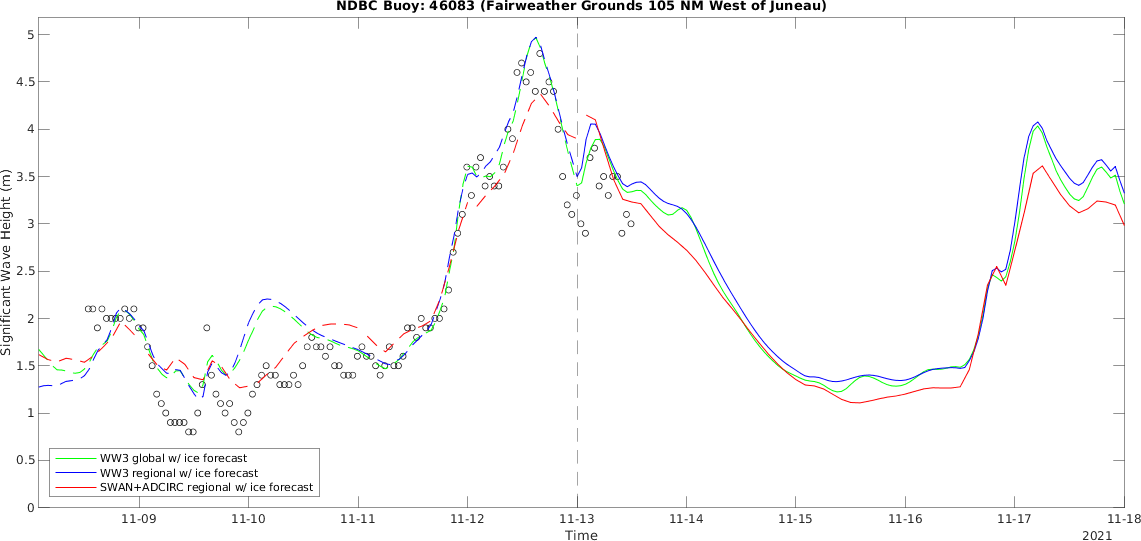 NDBC Buoy: 46083 (Fairweather Grounds 105 NM West of Juneau)
Significant Wave Height (m)
5
4.5
4
3.5
3
2.5
2
1.5
1
0.5
0
WW3 global w/ ice forecast
WW3 regional w/ ice forecast
SWAN+ADCIRC regional w/ ice forecast
11-09 11-10 11-11 11-12 11-13 11-14 11-15 11-16 11-17 11-18
Time
2021